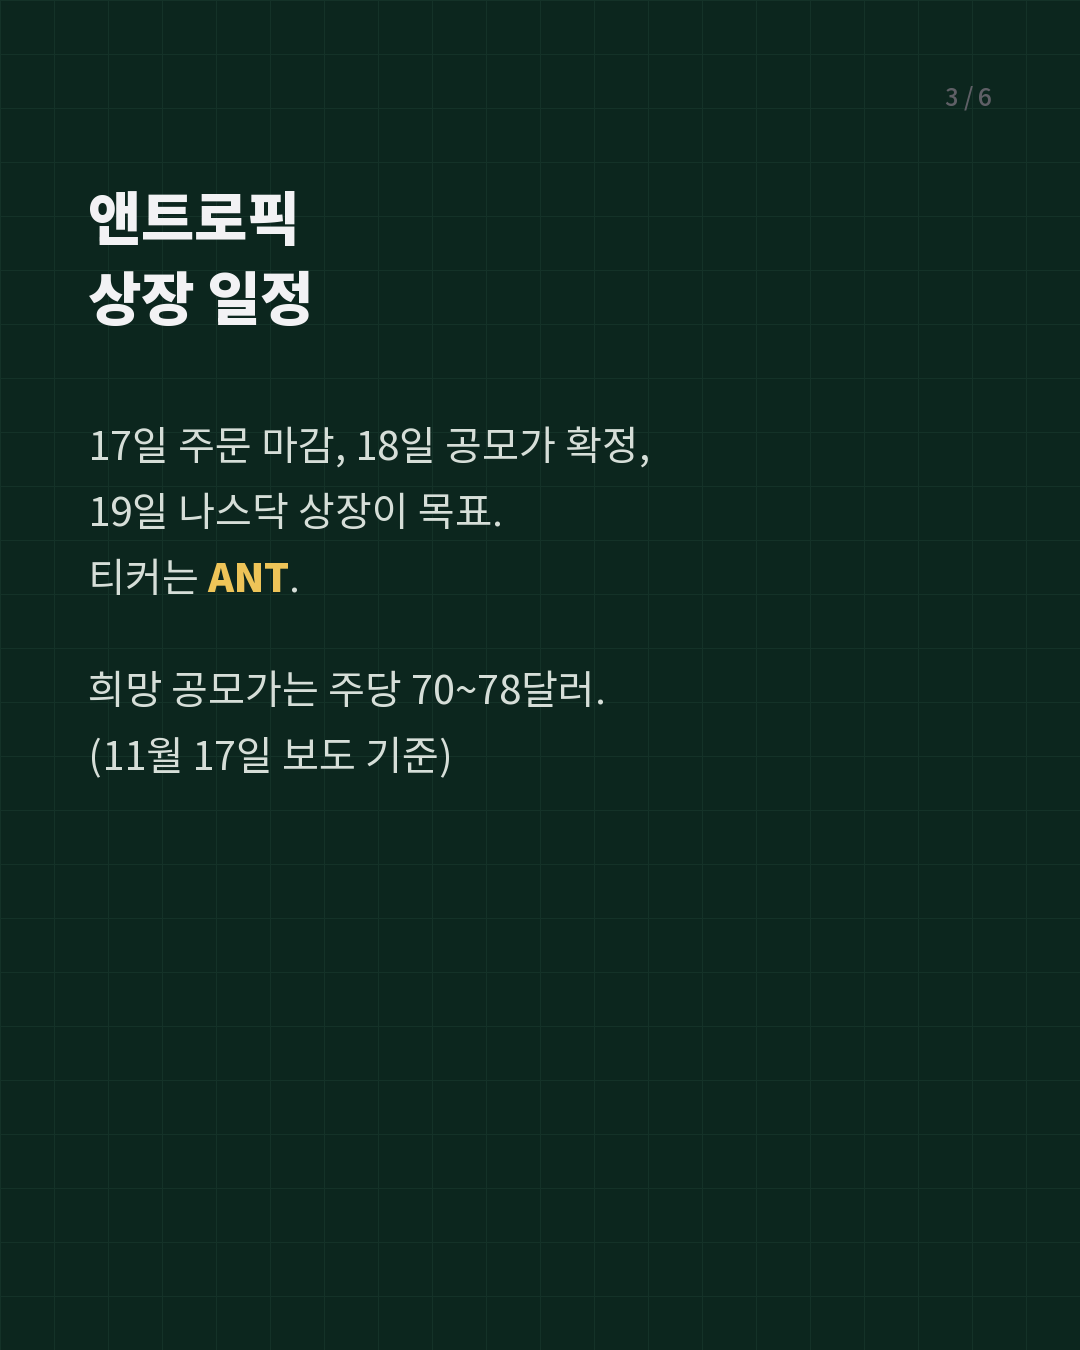 3 / 6
앤트로픽
상장 일정
17일 주문 마감, 18일 공모가 확정,
19일 나스닥 상장이 목표.
티커는 ANT.
희망 공모가는 주당 70~78달러.
(11월 17일 보도 기준)